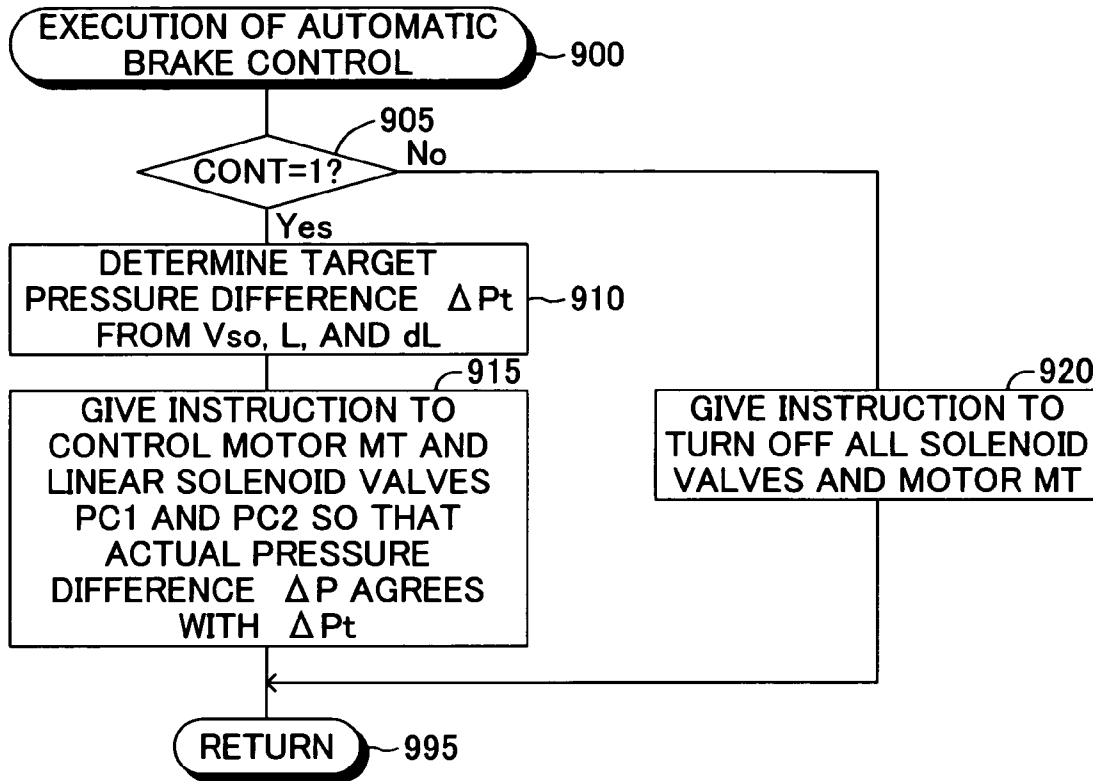 EXECUTION OF AUTOMATIC
BRAKE CONTROL
900
905
CONT=1?
No
Yes
DETERMINE TARGET
PRESSURE DIFFERENCE ΔPt
FROM Vso, L, AND dL
910
915
GIVE INSTRUCTION TO
CONTROL MOTOR MT AND
LINEAR SOLENOID VALVES
PC1 AND PC2 SO THAT
ACTUAL PRESSURE
DIFFERENCE ΔP AGREES
WITH ΔPt
920
GIVE INSTRUCTION TO
TURN OFF ALL SOLENOID
VALVES AND MOTOR MT
RETURN
995